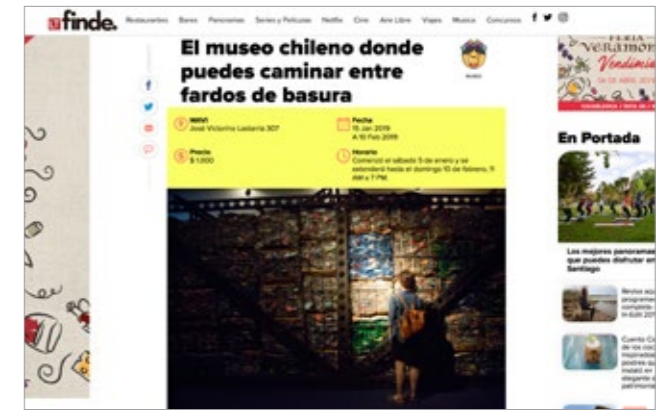 finde.
Restaurantes Bares Panoramas Series y Películas Netflix Cine Aire Libre Viajes Musica Concursos
El museo chileno donde
puedes caminar entre
fardos de basura
MUSEO
MAVI
José Victorino Lastarria 307
Fecha
15 Jan 2019
A 10 Feb 2019
Precio
$ 1.000
Horario
Comenzó el sábado 5 de enero y se
extenderá hasta el domingo 10 de febrero, 11
AM y 7 PM.
FERIA
VERAMON
Vendimia
En Portada
Los mejores panoramas
que puedes disfrutar en
Santiago